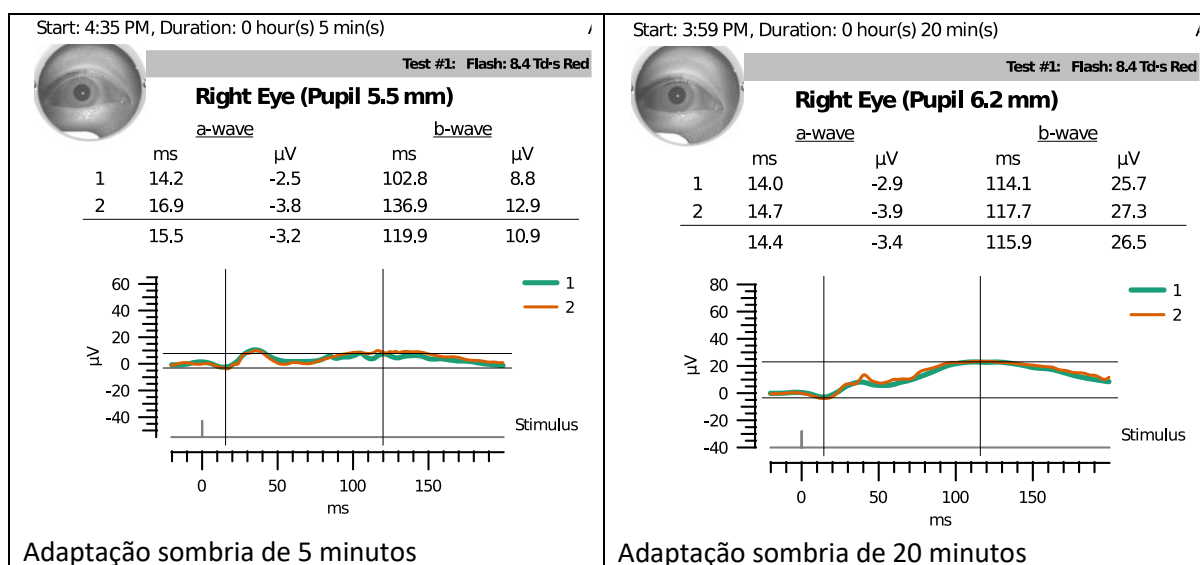 Start: 4:35 PM, Duration: 0 hour(s) 5 min(s)
Test #1: Flash: 8.4 Td·s Red
Right Eye (Pupil 5.5 mm)
a-wave b-wave
ms µV ms µV
1 14.2 -2.5 102.8 8.8
2 16.9 -3.8 136.9 12.9
15.5 -3.2 119.9 10.9
60
40
20
0
-20
-40
µV
1
2
Stimulus
0 50 100 150
ms
Adaptação sombria de 5 minutos
Start: 3:59 PM, Duration: 0 hour(s) 20 min(s)
Test #1: Flash: 8.4 Td·s Red
Right Eye (Pupil 6.2 mm)
a-wave b-wave
ms µV ms µV
1 14.0 -2.9 114.1 25.7
2 14.7 -3.9 117.7 27.3
14.4 -3.4 115.9 26.5
80
60
40
20
0
-20
-40
µV
1
2
Stimulus
0 50 100 150
ms
Adaptação sombria de 20 minutos